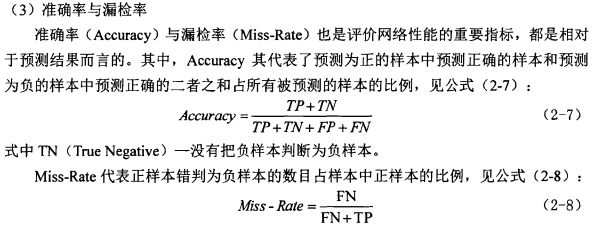 （3）准确率与漏检率
准确率（Accuracy）与漏检率（Miss-Rate）也是评价网络性能的重要指标，都是相对
于预测结果而言的。其中，Accuracy 其代表了预测为正的样本中预测正确的样本和预测
为负的样本中预测正确的二者之和占所有被预测的样本的比例，见公式（2-7）：
Accuracy = (TP+TN) / (TP+TN+FP+FN) （2-7）
式中 TN（True Negative）—没有把负样本判断为负样本。
Miss-Rate 代表正样本错判为负样本的数目占样本中正样本的比例，见公式（2-8）：
Miss - Rate = FN / (FN+TP) （2-8）